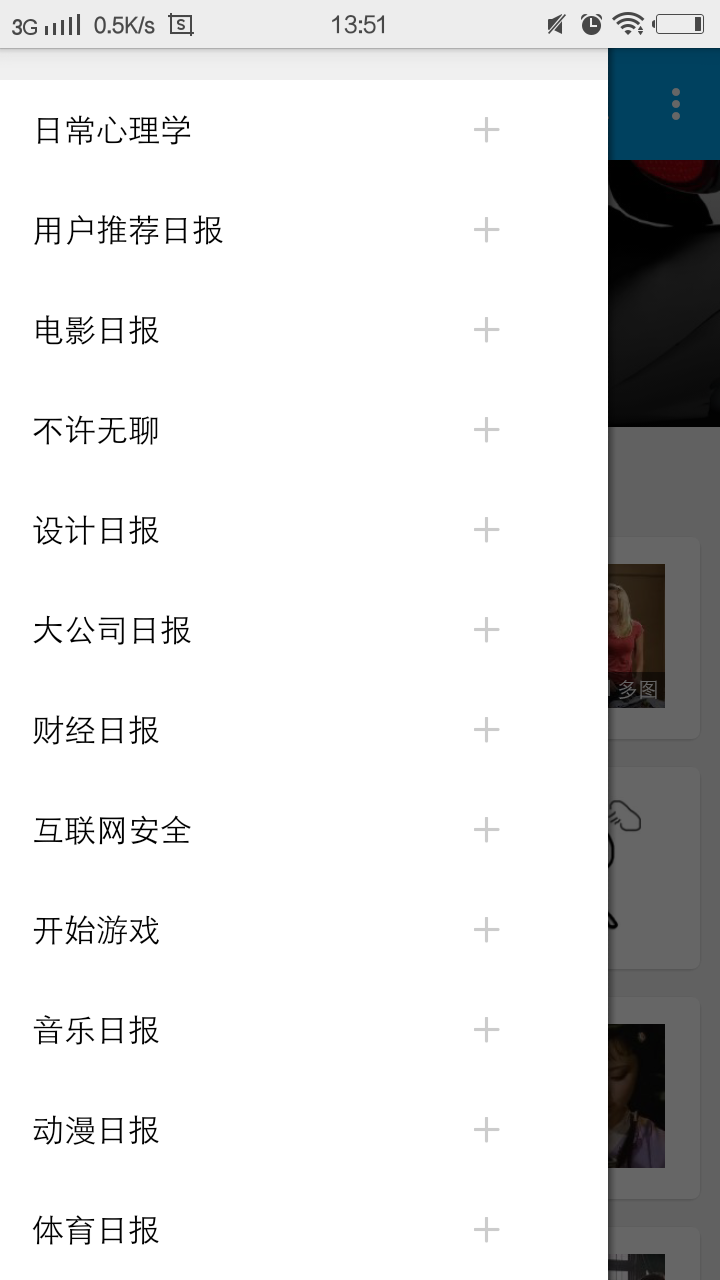 3G 0.5K/s S 13:51
日常心理学
用户推荐日报
电影日报
不许无聊
设计日报
大公司日报
多图
财经日报
互联网安全
开始游戏
音乐日报
动漫日报
体育日报